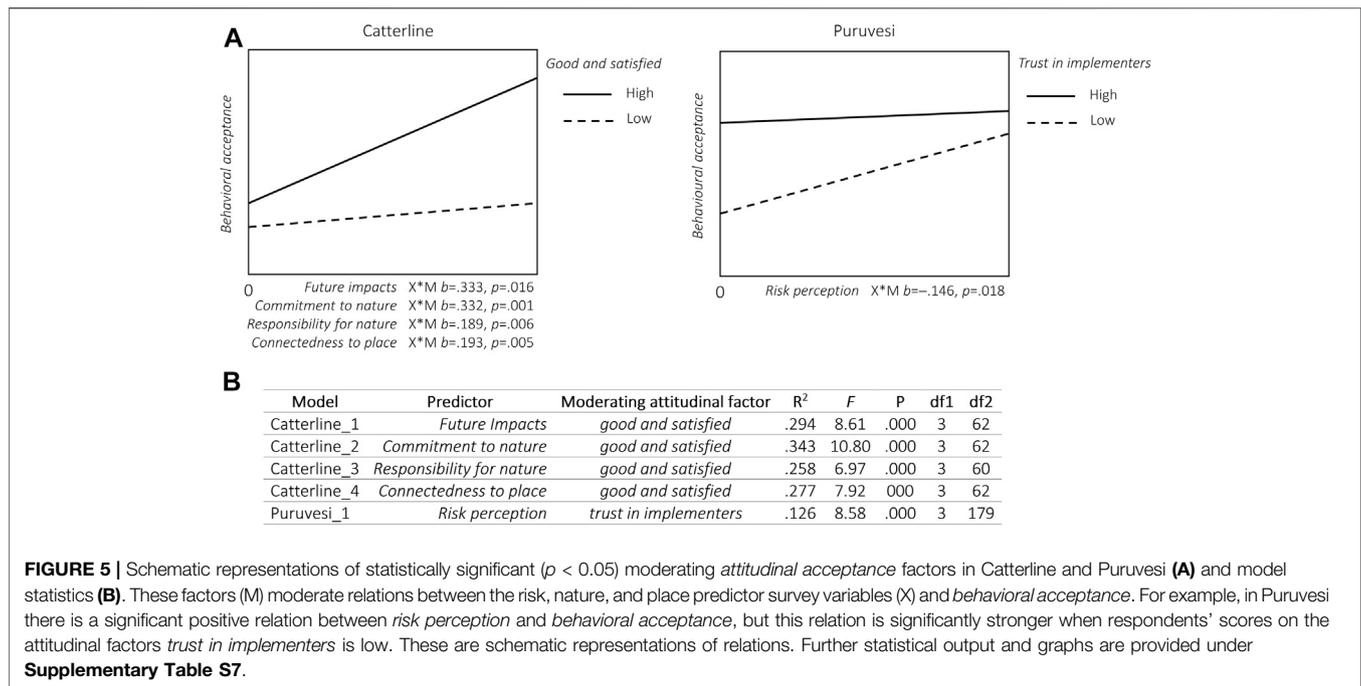 A
Catterline
Behavioral acceptance
Good and satisfied
High
Low
0
Future impacts X*M b=.333, p=.016
Commitment to nature X*M b=.332, p=.001
Responsibility for nature X*M b=.189, p=.006
Connectedness to place X*M b=.193, p=.005
Puruvesi
Behavioural acceptance
Trust in implementers
High
Low
0
Risk perception X*M b=–.146, p=.018
B
Model Predictor Moderating attitudinal factor R² F P df1 df2
Catterline_1 Future Impacts good and satisfied .294 8.61 .000 3 62
Catterline_2 Commitment to nature good and satisfied .343 10.80 .000 3 62
Catterline_3 Responsibility for nature good and satisfied .258 6.97 .000 3 60
Catterline_4 Connectedness to place good and satisfied .277 7.92 000 3 62
Puruvesi_1 Risk perception trust in implementers .126 8.58 .000 3 179
FIGURE 5 | Schematic representations of statistically significant (p < 0.05) moderating attitudinal acceptance factors in Catterline and Puruvesi (A) and model
statistics (B). These factors (M) moderate relations between the risk, nature, and place predictor survey variables (X) and behavioral acceptance. For example, in Puruvesi
there is a significant positive relation between risk perception and behavioral acceptance, but this relation is significantly stronger when respondents' scores on the
attitudinal factors trust in implementers is low. These are schematic representations of relations. Further statistical output and graphs are provided under
Supplementary Table S7.